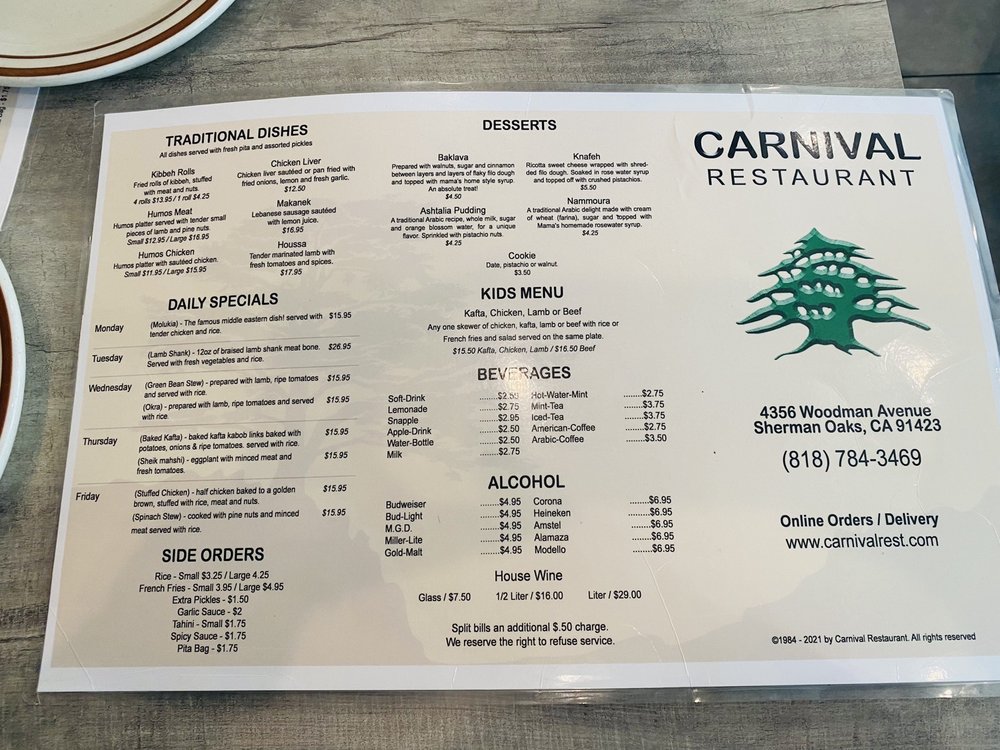 TRADITIONAL DISHES
All dishes served with fresh pita and assorted pickles
Kibbeh Rolls
Fried rolls of kibbeh, stuffed
with meat and nuts.
4 rolls $13.95 / 1 roll $4.25
Humos Meat
Humos platter served with tender small
pieces of lamb and pine nuts.
Small $12.95 / Large $16.95
Humos Chicken
Humos platter with sautéed chicken.
Small $11.95 / Large $15.95
Chicken Liver
Chicken liver sautéed or pan fried with
fried onions, lemon and fresh garlic.
$12.50
Makanek
Lebanese sausage sautéed
with lemon juice.
$16.95
Houssa
Tender marinated lamb with
fresh tomatoes and spices.
$17.95
DAILY SPECIALS
Monday (Molukia) - The famous middle eastern dish! served with $15.95
tender chicken and rice.
Tuesday (Lamb Shank) - 12oz of braised lamb shank meat bone. $26.95
Served with fresh vegetables and rice.
Wednesday (Green Bean Stew) - prepared with lamb, ripe tomatoes $15.95
and served with rice.
(Okra) - prepared with lamb, ripe tomatoes and served $15.95
with rice.
Thursday (Baked Kafta) - baked kafta kabob links baked with $15.95
potatoes, onions & ripe tomatoes. served with rice.
(Sheik mahshi) - eggplant with minced meat and $15.95
fresh tomatoes.
Friday (Stuffed Chicken) - half chicken baked to a golden $15.95
brown, stuffed with rice, meat and nuts.
(Spinach Stew) - cooked with pine nuts and minced $15.95
meat served with rice.
SIDE ORDERS
Rice - Small $3.25 / Large 4.25
French Fries - Small 3.95 / Large $4.95
Extra Pickles - $1.50
Garlic Sauce - $2
Tahini - Small $1.75
Spicy Sauce - $1.75
Pita Bag - $1.75
DESSERTS
Baklava
Prepared with walnuts, sugar and cinnamon
between layers and layers of flaky filo dough
and topped with mama's home style syrup.
An absolute treat!
$4.50
Ashtalia Pudding
A traditional Arabic recipe, whole milk, sugar
and orange blossom water, for a unique
flavor. Sprinkled with pistachio nuts.
$4.25
Knafeh
Ricotta sweet cheese wrapped with shred-
ded filo dough. Soaked in rose water syrup
and topped off with crushed pistachios.
$5.50
Nammoura
A traditional Arabic delight made with cream
of wheat (farina), sugar and topped with
Mama's homemade rosewater syrup.
$4.25
Cookie
Date, pistachio or walnut.
$3.50
KIDS MENU
Kafta, Chicken, Lamb or Beef
Any one skewer of chicken, kafta, lamb or beef with rice or
French fries and salad served on the same plate.
$15.50 Kafta, Chicken, Lamb / $16.50 Beef
BEVERAGES
Soft-Drink ........$2.95
Lemonade ........$2.75
Snapple ........$2.95
Apple-Drink ........$2.50
Water-Bottle ........$2.50
Milk ........$2.75
Hot-Water-Mint ........$2.75
Mint-Tea ........$3.75
Iced-Tea ........$3.75
American-Coffee ........$2.75
Arabic-Coffee ........$3.50
ALCOHOL
Budweiser ........$4.95
Bud-Light ........$4.95
M.G.D. ........$4.95
Miller-Lite ........$4.95
Gold-Malt ........$4.95
Corona ........$6.95
Heineken ........$6.95
Amstel ........$6.95
Alamaza ........$6.95
Modello ........$6.95
House Wine
Glass / $7.50 1/2 Liter / $16.00 Liter / $29.00
Split bills an additional $.50 charge.
We reserve the right to refuse service.
CARNIVAL
RESTAURANT
4356 Woodman Avenue
Sherman Oaks, CA 91423
(818) 784-3469
Online Orders / Delivery
www.carnivalrest.com
©1984 - 2021 by Carnival Restaurant. All rights reserved